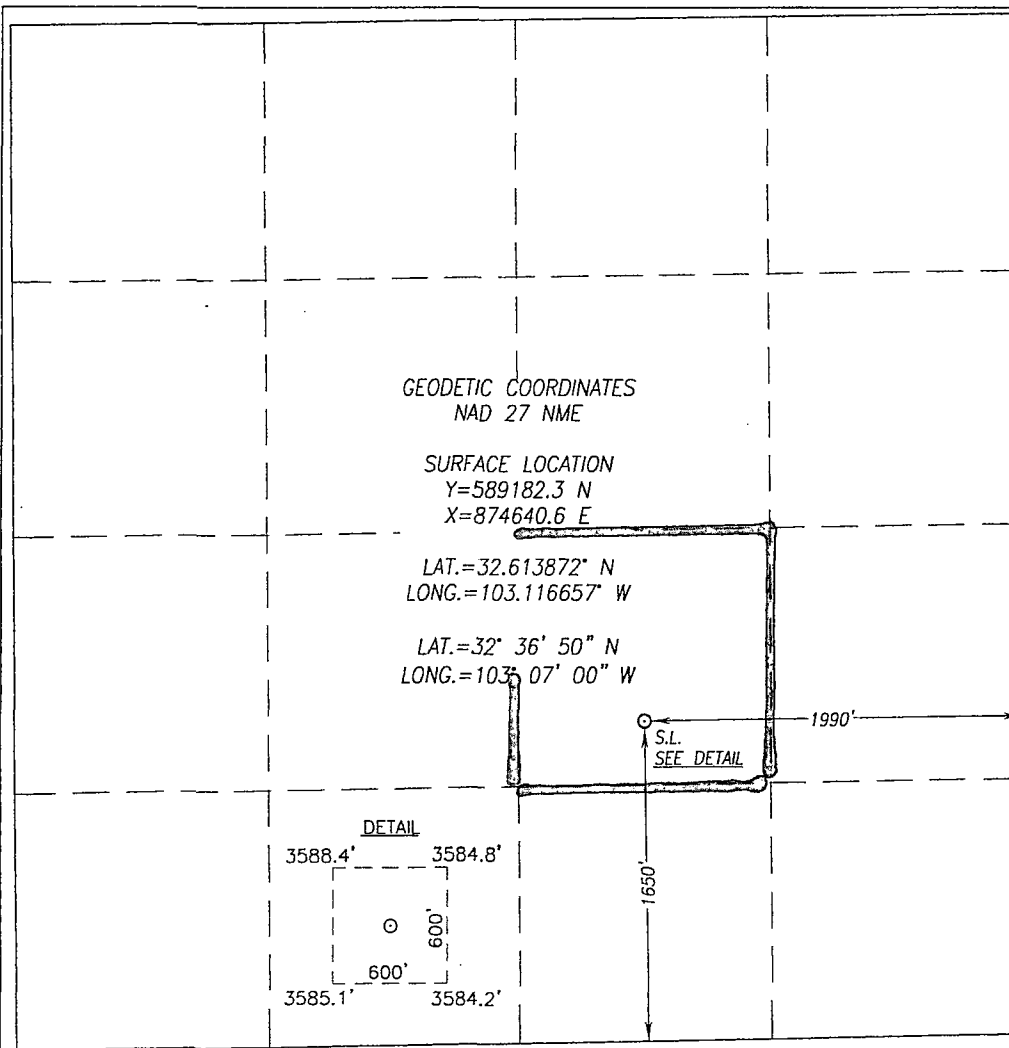 GEODETIC COORDINATES
NAD 27 NME
SURFACE LOCATION
Y=589182.3 N
X=874640.6 E
LAT.=32.613872° N
LONG.=103.116657° W
LAT.=32° 36' 50" N
LONG.=103° 07' 00" W
1990'
S.L.
SEE DETAIL
1650'
DETAIL
3588.4' 3584.8'
600'
600'
3585.1' 3584.2'